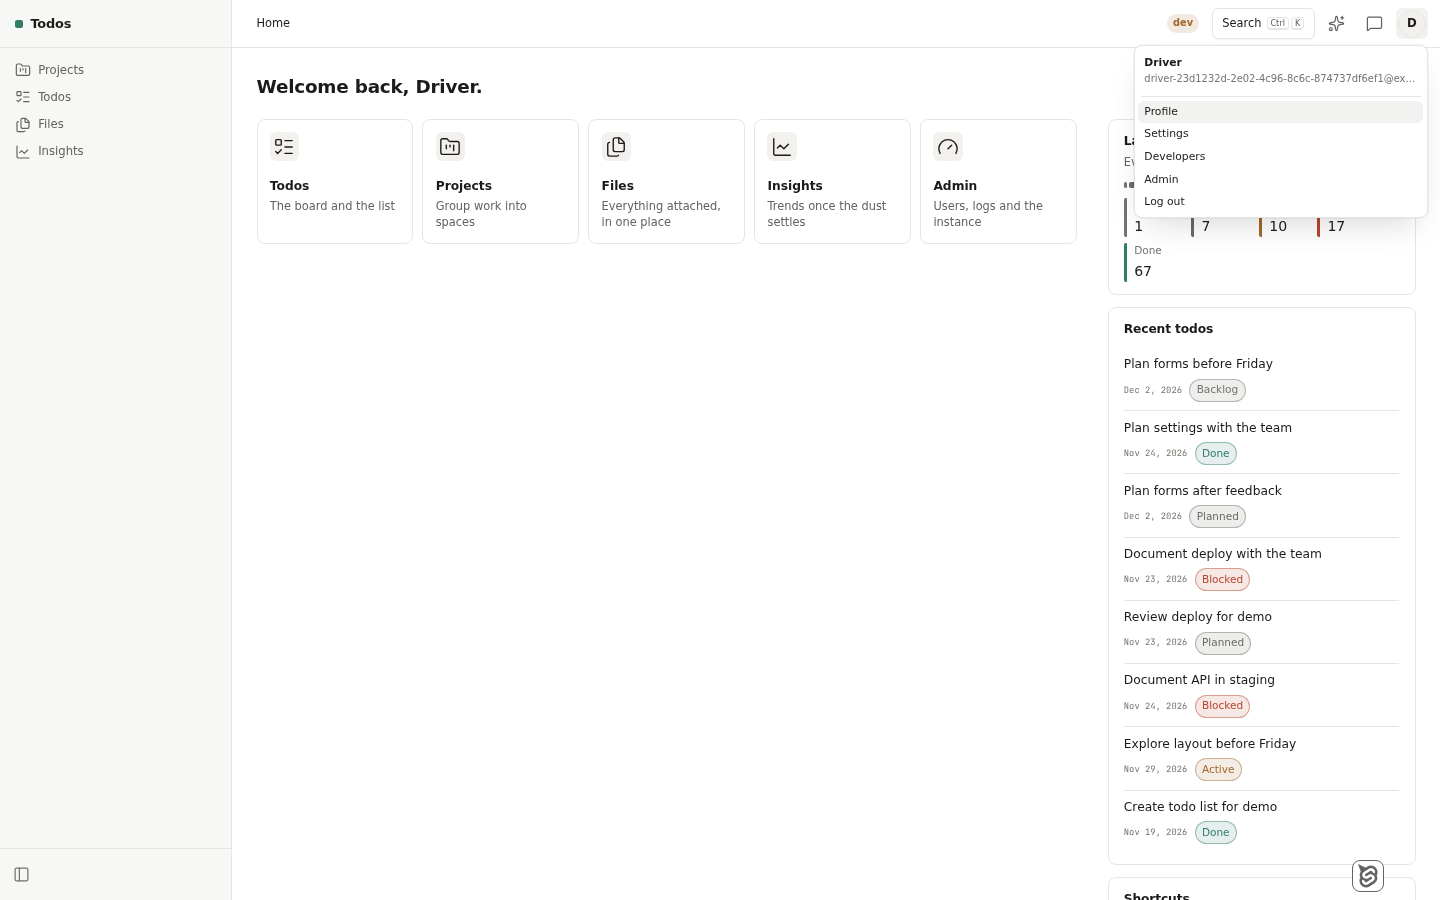 Todos
Projects
Todos
Files
Insights
Home
dev
Search Ctrl K
D
Driver
driver-23d1232d-2e02-4c96-8c6c-874737df6ef1@ex...
Profile
Settings
Developers
Admin
Log out
Welcome back, Driver.
Todos
The board and the list
Projects
Group work into
spaces
Files
Everything attached,
in one place
Insights
Trends once the dust
settles
Admin
Users, logs and the
instance
1
7
10
17
Done
67
Recent todos
Plan forms before Friday
Dec 2, 2026 Backlog
Plan settings with the team
Nov 24, 2026 Done
Plan forms after feedback
Dec 2, 2026 Planned
Document deploy with the team
Nov 23, 2026 Blocked
Review deploy for demo
Nov 23, 2026 Planned
Document API in staging
Nov 24, 2026 Blocked
Explore layout before Friday
Nov 29, 2026 Active
Create todo list for demo
Nov 19, 2026 Done
Shortcuts